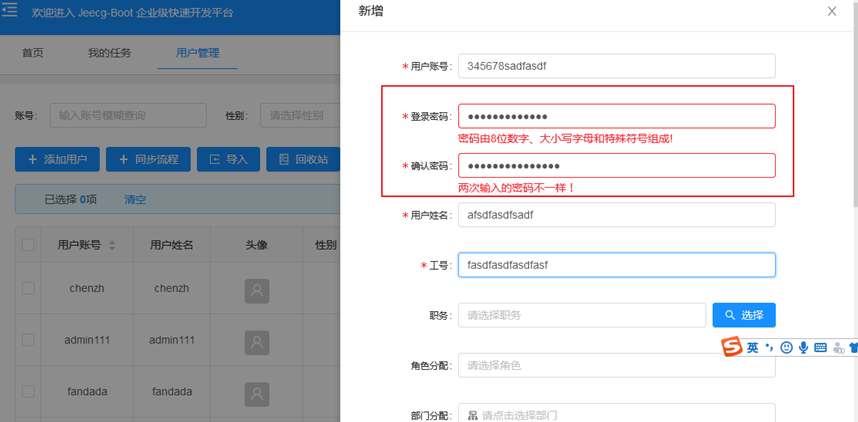 欢迎进入 Jeecg-Boot 企业级快速开发平台
首页 我的任务 用户管理
账号: 输入账号模糊查询 性别: 请选择性别
+ 添加用户 + 同步流程 导入 回收站
已选择 0项 清空
用户账号 用户姓名 头像 性别
chenzh chenzh
admin111 admin111
fandada fandada
新增
* 用户账号: 345678sadfasdf
* 登录密码: ●●●●●●●●●●●●●
密码由8位数字、大小写字母和特殊符号组成!
* 确认密码: ●●●●●●●●●●●●●●●
两次输入的密码不一样！
* 用户姓名: afsdfasdfsadf
* 工号: fasdfasdfasdfasf
职务: 请选择职务 选择
S 英
角色分配: 请选择角色
部门分配: 请点击选择部门